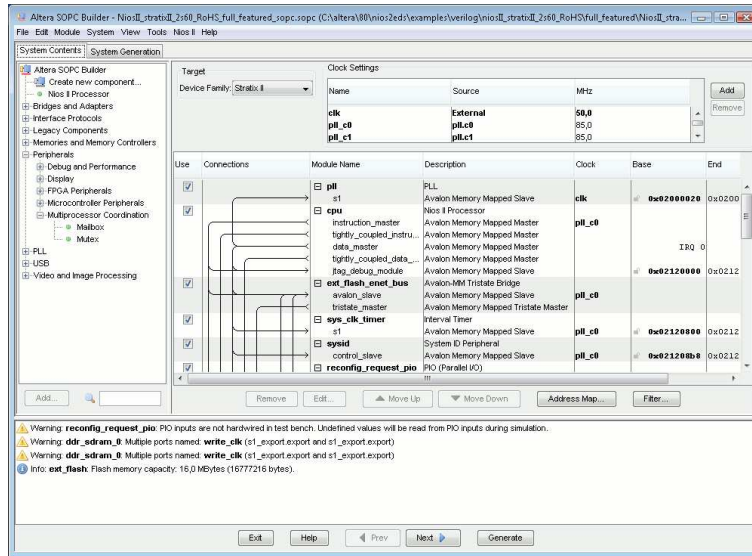 Altera SOPC Builder - NiosII_stratixII_2s60_RoHS_full_featured_sopc.sopc (C:\altera\80\nios2eds\examples\verilog\niosII_stratixII_2s60_RoHS\full_featured\NiosII_stra...
File Edit Module System View Tools Nios II Help
System Contents System Generation
Altera SOPC Builder
Create new component...
Nios II Processor
Bridges and Adapters
Interface Protocols
Legacy Components
Memories and Memory Controllers
Peripherals
Debug and Performance
Display
FPGA Peripherals
Microcontroller Peripherals
Multiprocessor Coordination
Mailbox
Mutex
PLL
USB
Video and Image Processing
Add...
Target
Device Family: Stratix II
Clock Settings
Name Source MHz
clk External 50,0
pll_c0 pll.c0 85,0
pll_c1 pll.c1 85,0
Add
Remove
Use Connections Module Name Description Clock Base End
pll PLL
s1 Avalon Memory Mapped Slave clk 0x02000020 0x0200
cpu Nios II Processor
instruction_master Avalon Memory Mapped Master pll_c0
tightly_coupled_instru... Avalon Memory Mapped Master
data_master Avalon Memory Mapped Master IRQ 0
tightly_coupled_data_... Avalon Memory Mapped Master
jtag_debug_module Avalon Memory Mapped Slave 0x02120000 0x0212
ext_flash_enet_bus Avalon-MM Tristate Bridge
avalon_slave Avalon Memory Mapped Slave pll_c0
tristate_master Avalon Memory Mapped Tristate Master
sys_clk_timer Interval Timer
s1 Avalon Memory Mapped Slave pll_c0 0x02120800 0x0212
sysid System ID Peripheral
control_slave Avalon Memory Mapped Slave pll_c0 0x021208b8 0x0212
reconfig_request_pio PIO (Parallel I/O)
Remove Edit... Move Up Move Down Address Map... Filter...
Warning: reconfig_request_pio: PIO inputs are not hardwired in test bench. Undefined values will be read from PIO inputs during simulation.
Warning: ddr_sdram_0: Multiple ports named: write_clk (s1_export.export and s1_export.export)
Warning: ddr_sdram_0: Multiple ports named: write_clk (s1_export.export and s1_export.export)
Info: ext_flash: Flash memory capacity: 16,0 MBytes (16777216 bytes).
Exit Help Prev Next Generate